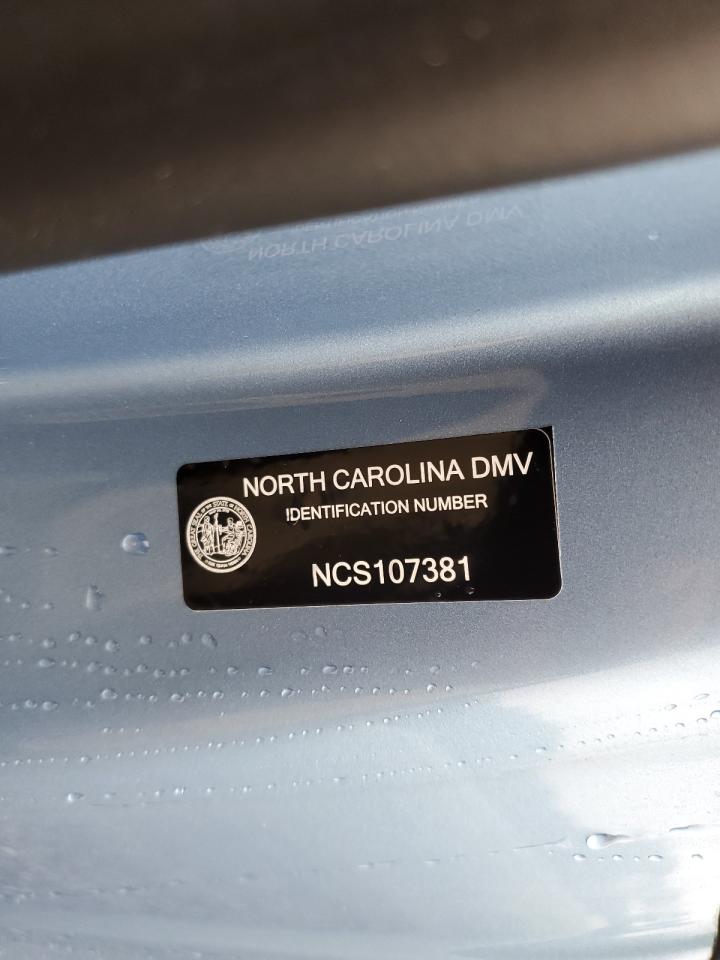 NORTH CAROLINA DMV
IDENTIFICATION NUMBER
NCS107381